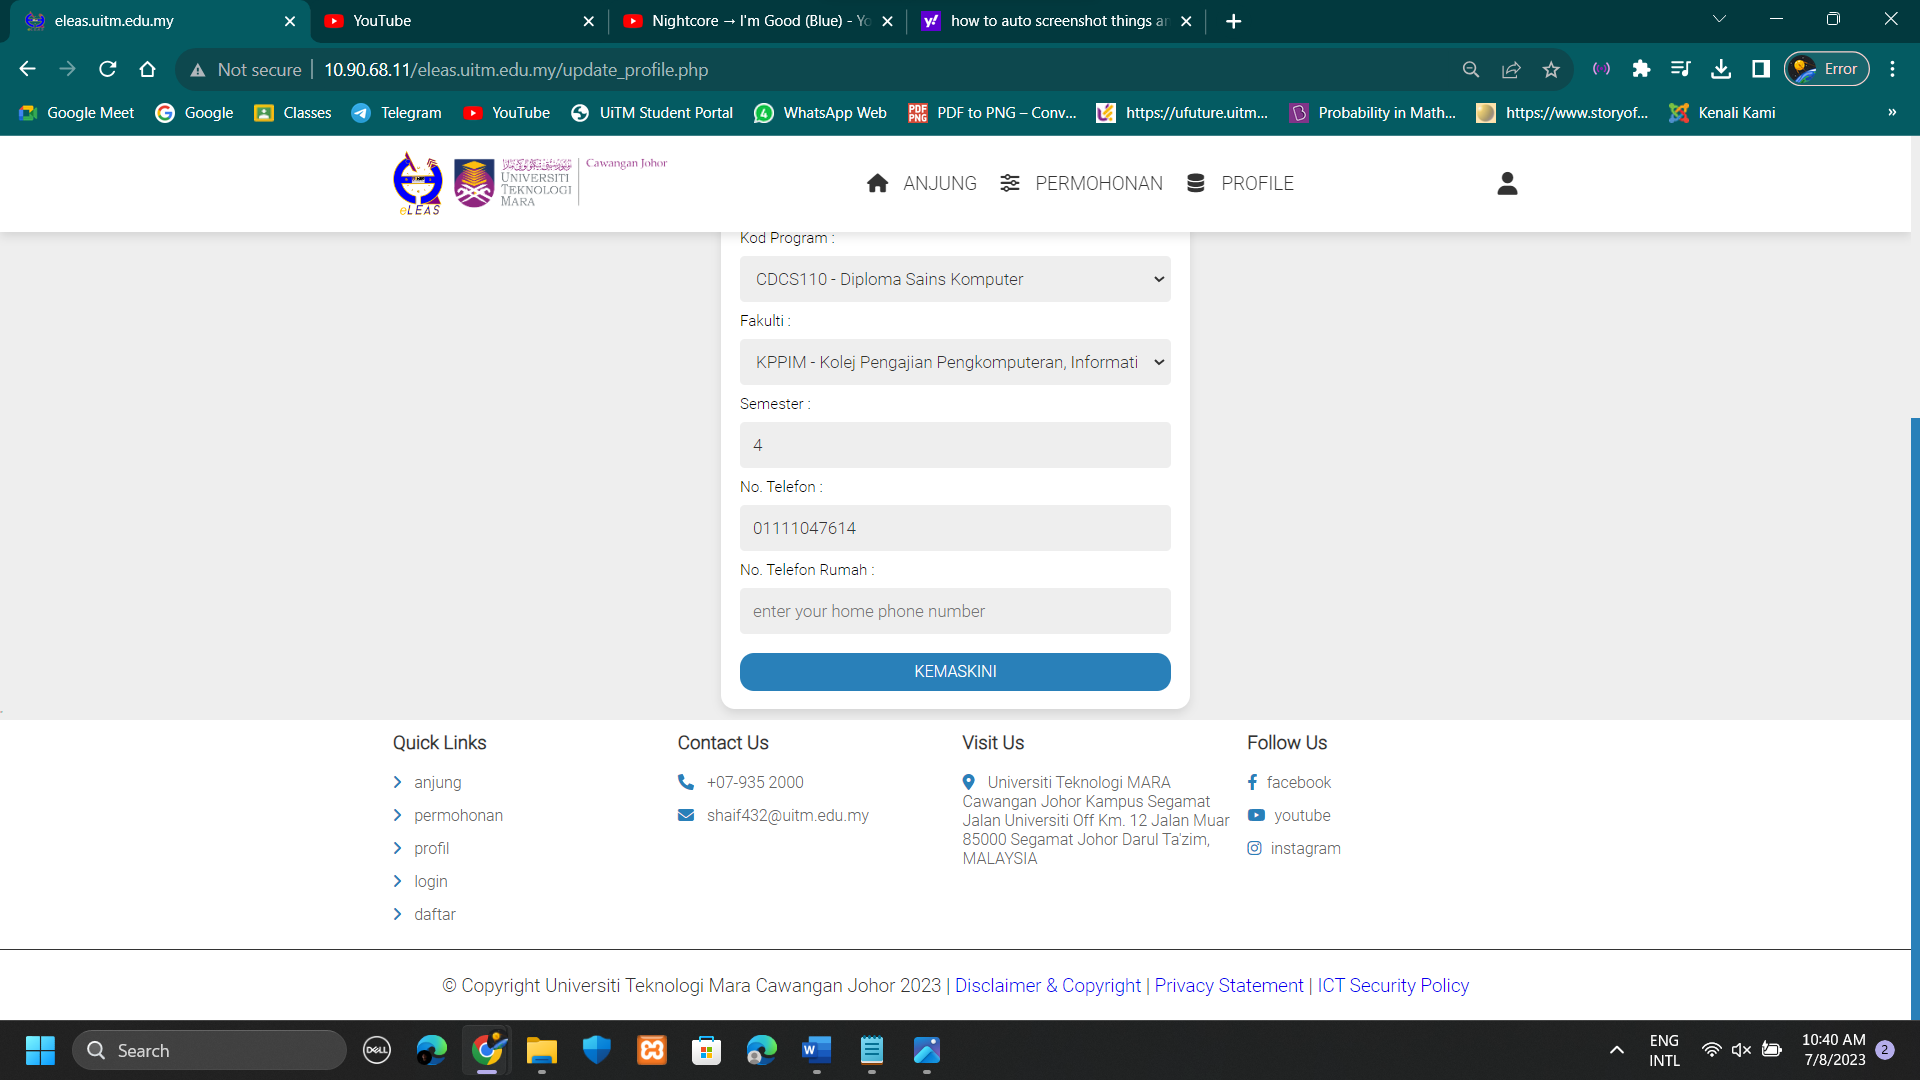 eleas.uitm.edu.my
YouTube
Nightcore → I'm Good (Blue) - Yo
how to auto screenshot things an
Not secure
10.90.68.11/eleas.uitm.edu.my/update_profile.php
Error
Google Meet
Google
Classes
Telegram
YouTube
UiTM Student Portal
WhatsApp Web
PDF to PNG – Conv...
https://ufuture.uitm...
Probability in Math...
https://www.storyof...
Kenali Kami
»
eLEAS
UNIVERSITI
TEKNOLOGI
MARA
Cawangan Johor
ANJUNG
PERMOHONAN
PROFILE
Kod Program :
CDCS110 - Diploma Sains Komputer
Fakulti :
KPPIM - Kolej Pengajian Pengkomputeran, Informati
Semester :
4
No. Telefon :
01111047614
No. Telefon Rumah :
enter your home phone number
KEMASKINI
Quick Links
anjung
permohonan
profil
login
daftar
Contact Us
+07-935 2000
shaif432@uitm.edu.my
Visit Us
Universiti Teknologi MARA
Cawangan Johor Kampus Segamat
Jalan Universiti Off Km. 12 Jalan Muar
85000 Segamat Johor Darul Ta'zim,
MALAYSIA
Follow Us
facebook
youtube
instagram
© Copyright Universiti Teknologi Mara Cawangan Johor 2023 | Disclaimer & Copyright | Privacy Statement | ICT Security Policy
Search
DELL
ENG
INTL
10:40 AM
7/8/2023
2